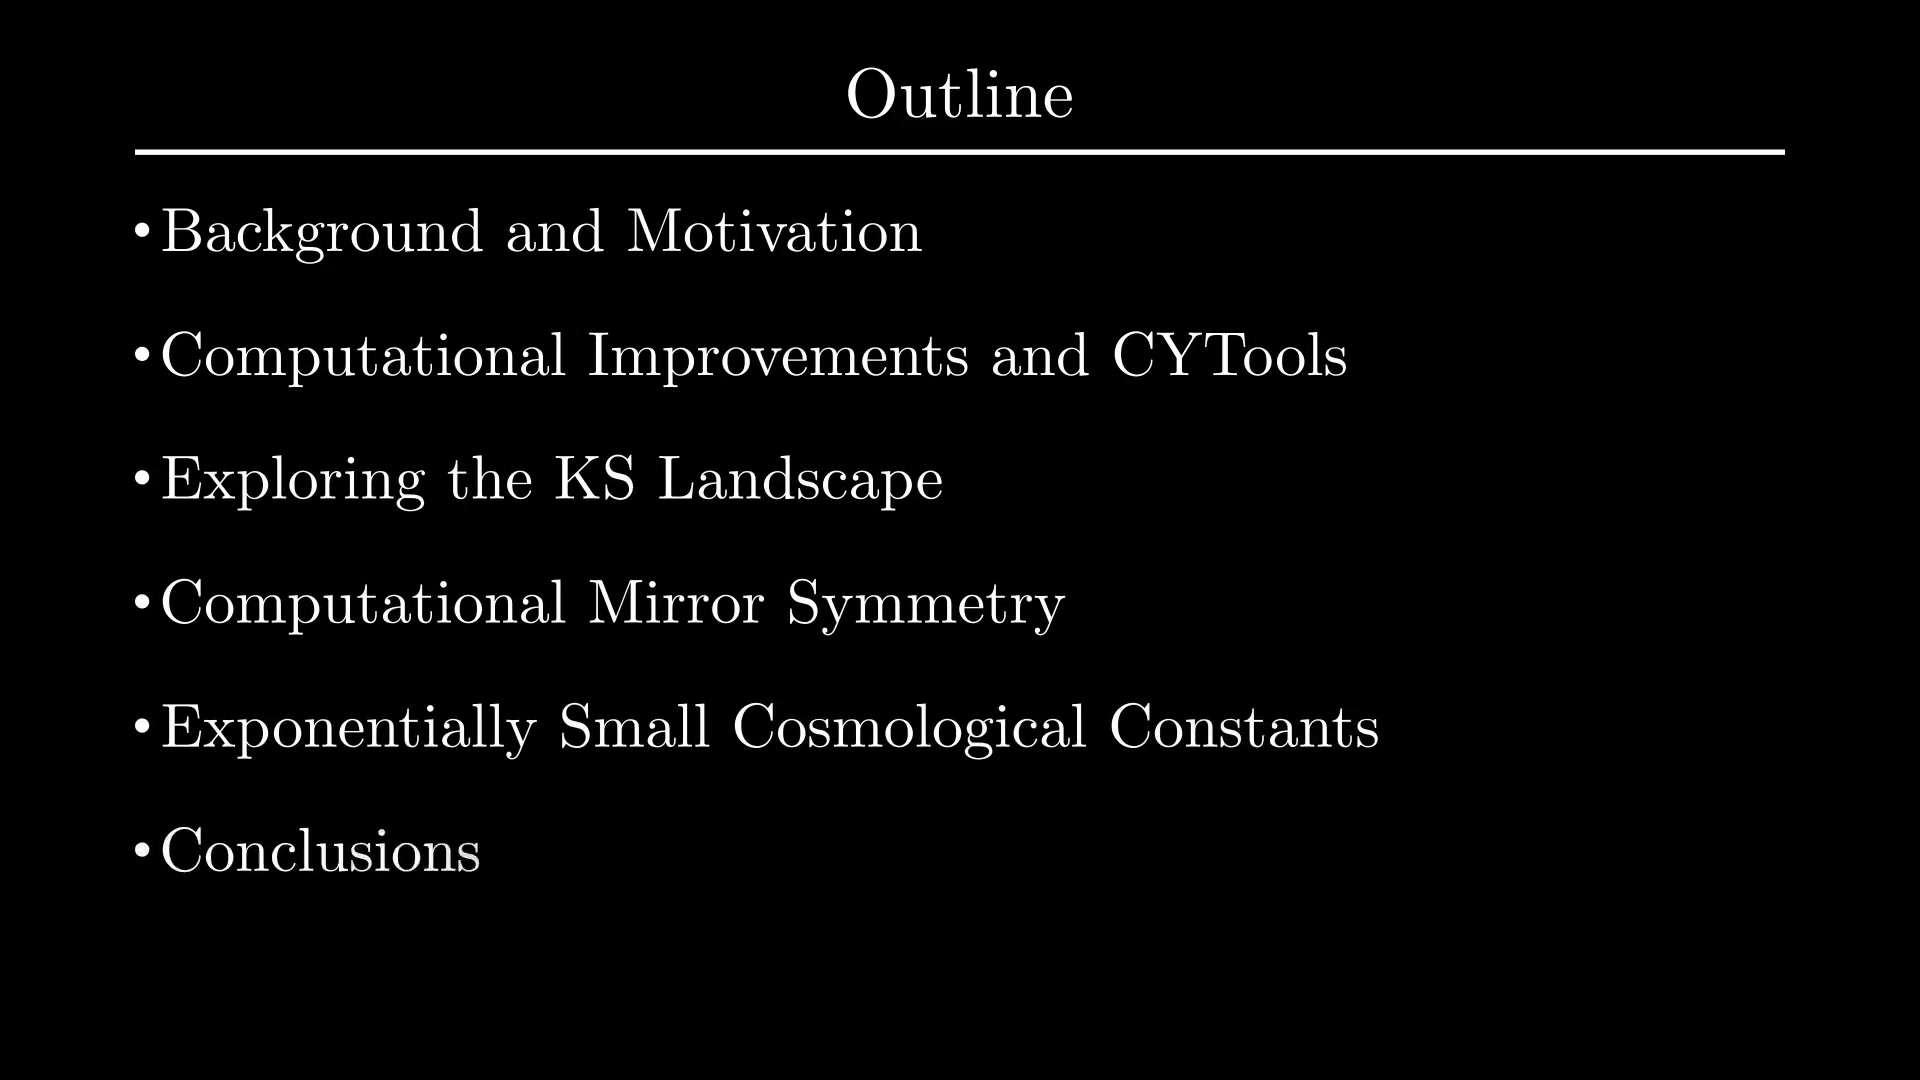 Outline
• Background and Motivation
• Computational Improvements and CYTools
• Exploring the KS Landscape
• Computational Mirror Symmetry
• Exponentially Small Cosmological Constants
• Conclusions